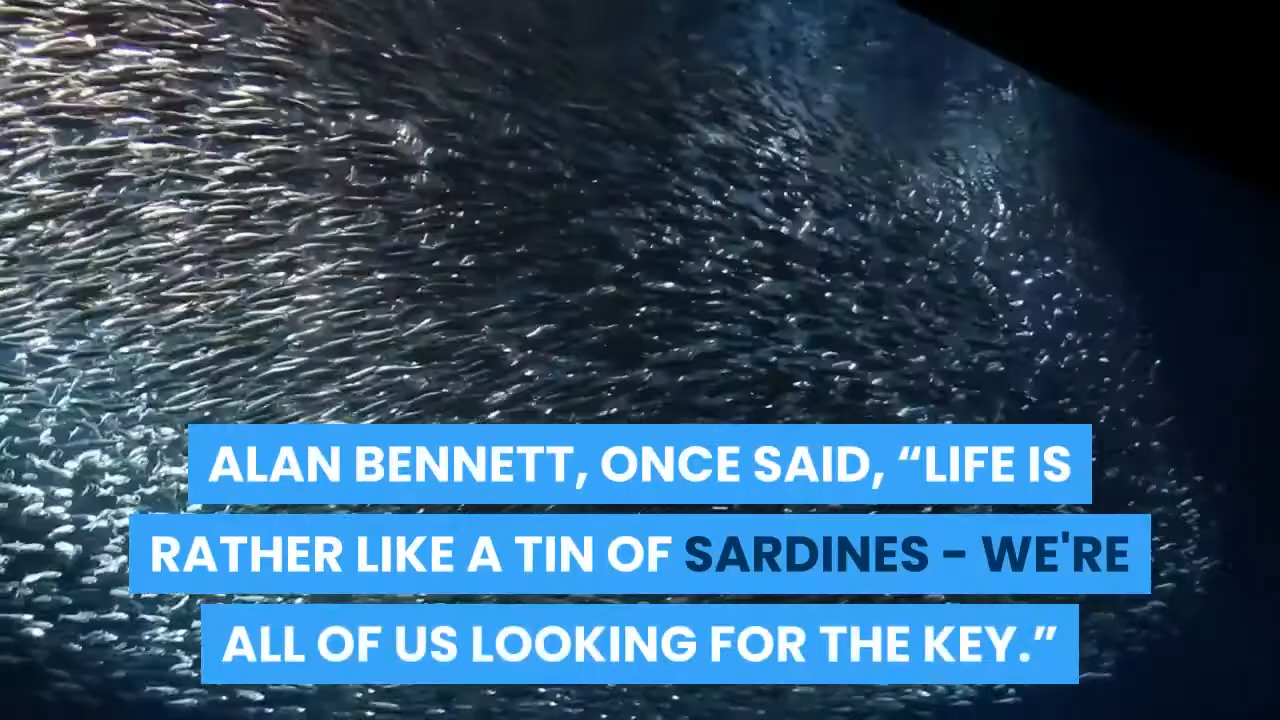 ALAN BENNETT, ONCE SAID, “LIFE IS
RATHER LIKE A TIN OF SARDINES – WE'RE
ALL OF US LOOKING FOR THE KEY.”